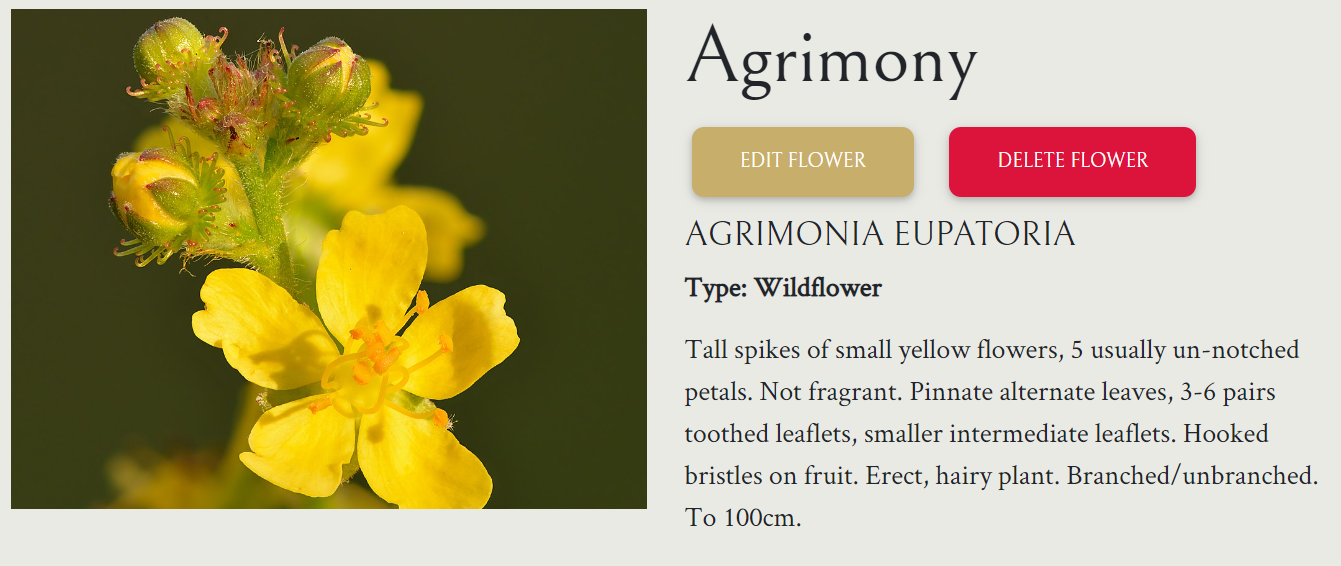 Agrimony
EDIT FLOWER
DELETE FLOWER
AGRIMONIA EUPATORIA
Type: Wildflower
Tall spikes of small yellow flowers, 5 usually un-notched
petals. Not fragrant. Pinnate alternate leaves, 3-6 pairs
toothed leaflets, smaller intermediate leaflets. Hooked
bristles on fruit. Erect, hairy plant. Branched/unbranched.
To 100cm.